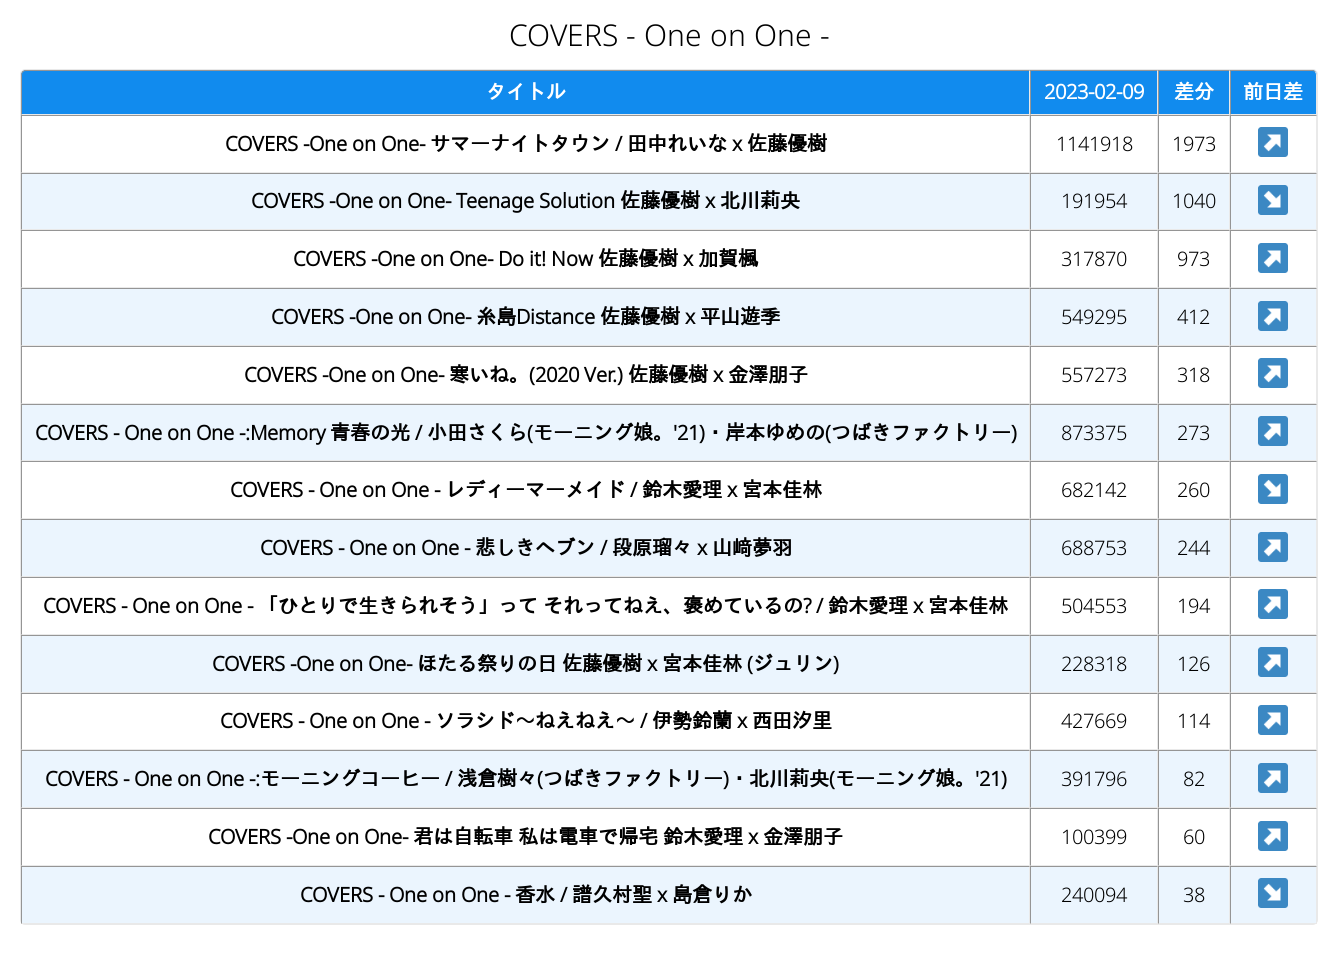 COVERS - One on One -
タイトル 2023-02-09 差分 前日差
COVERS -One on One- サマーナイトタウン / 田中れいな x 佐藤優樹 1141918 1973 ↗
COVERS -One on One- Teenage Solution 佐藤優樹 x 北川莉央 191954 1040 ↘
COVERS -One on One- Do it! Now 佐藤優樹 x 加賀楓 317870 973 ↗
COVERS -One on One- 糸島Distance 佐藤優樹 x 平山遊季 549295 412 ↗
COVERS -One on One- 寒いね。(2020 Ver.) 佐藤優樹 x 金澤朋子 557273 318 ↗
COVERS - One on One -:Memory 青春の光 / 小田さくら(モーニング娘。'21)・岸本ゆめの(つばきファクトリー) 873375 273 ↗
COVERS - One on One - レディーマーメイド / 鈴木愛理 x 宮本佳林 682142 260 ↘
COVERS - One on One - 悲しきヘブン / 段原瑠々 x 山﨑夢羽 688753 244 ↗
COVERS - One on One - 「ひとりで生きられそう」って それってねえ、褒めているの? / 鈴木愛理 x 宮本佳林 504553 194 ↗
COVERS -One on One- ほたる祭りの日 佐藤優樹 x 宮本佳林 (ジュリン) 228318 126 ↗
COVERS - One on One - ソラシド～ねえねえ～ / 伊勢鈴蘭 x 西田汐里 427669 114 ↗
COVERS - One on One -:モーニングコーヒー / 浅倉樹々(つばきファクトリー)・北川莉央(モーニング娘。'21) 391796 82 ↗
COVERS -One on One- 君は自転車 私は電車で帰宅 鈴木愛理 x 金澤朋子 100399 60 ↗
COVERS - One on One - 香水 / 譜久村聖 x 島倉りか 240094 38 ↘